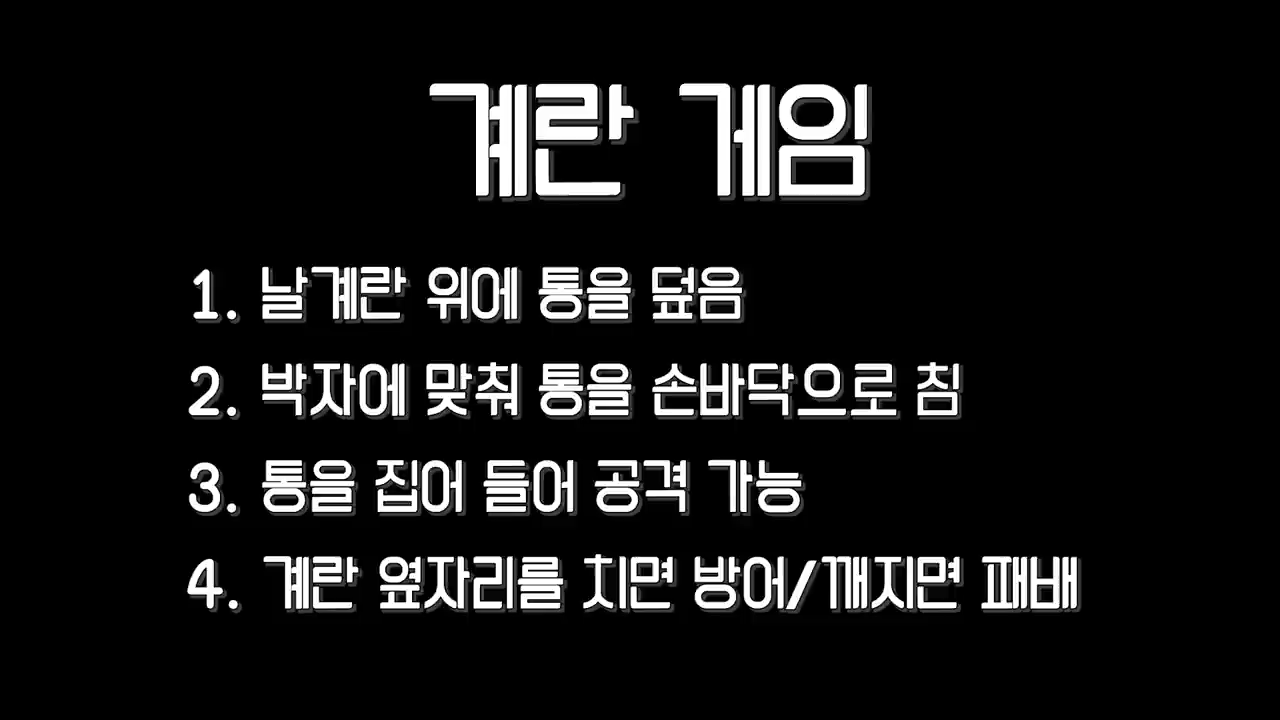 계란 게임
1. 날계란 위에 통을 덮음
2. 박자에 맞춰 통을 손바닥으로 침
3. 통을 집어 들어 공격 가능
4. 계란 옆자리를 치면 방어/깨지면 패배